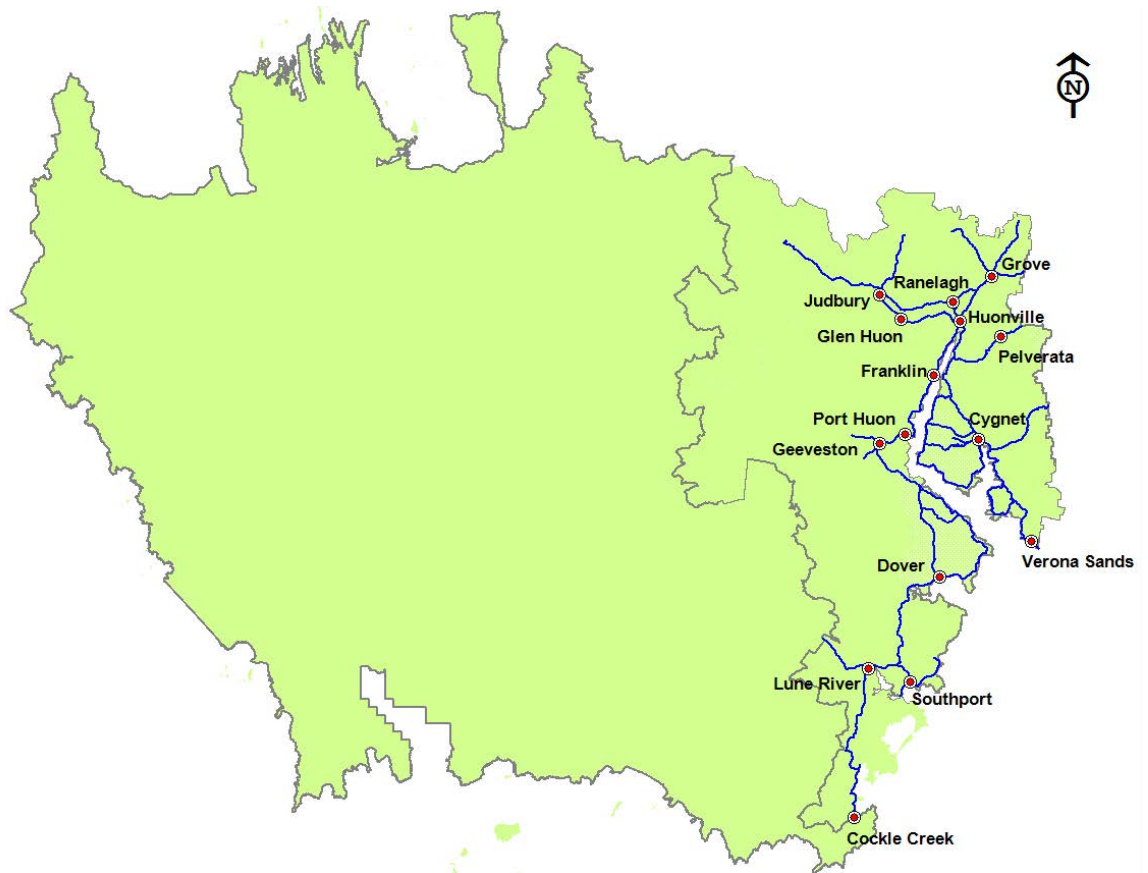 N
Grove
Ranelagh
Judbury
Huonville
Glen Huon
Pelverata
Franklin
Port Huon
Cygnet
Geeveston
Verona Sands
Dover
Lune River
Southport
Cockle Creek